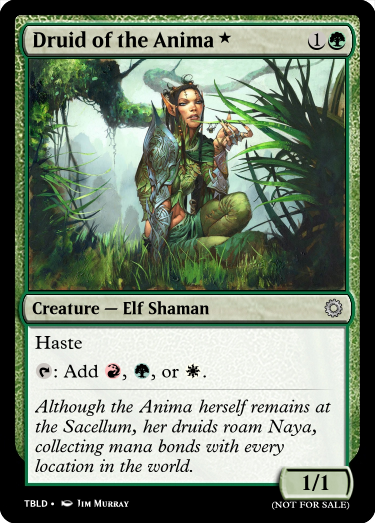 Druid of the Anima ★ 1
Creature — Elf Shaman
Haste
: Add , , or .
Although the Anima herself remains at
the Sacellum, her druids roam Naya,
collecting mana bonds with every
location in the world.
1/1
TBLD • Jim Murray
(NOT FOR SALE)